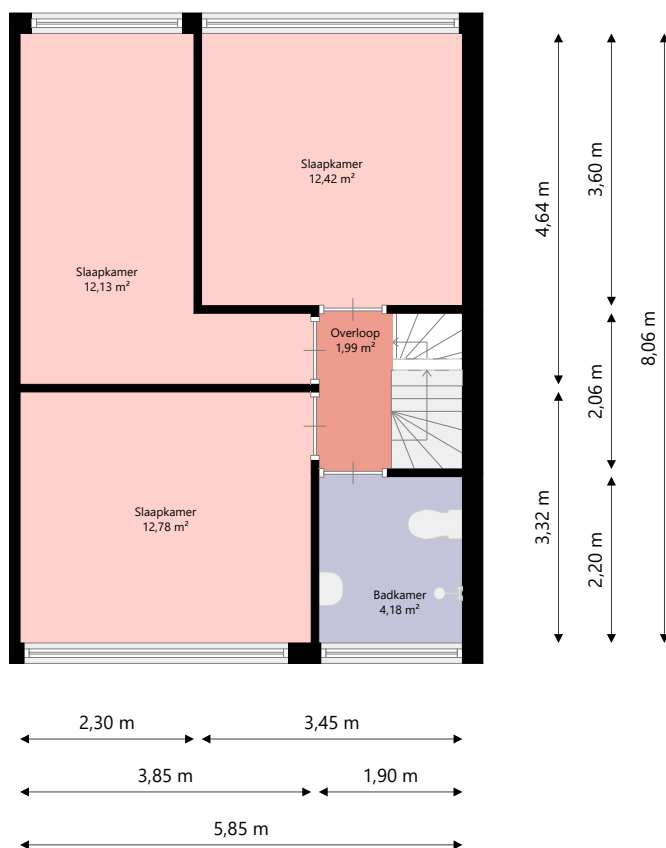 Slaapkamer
12,42 m²
Slaapkamer
12,13 m²
Overloop
1,99 m²
Slaapkamer
12,78 m²
Badkamer
4,18 m²
3,60 m
4,64 m
8,06 m
2,06 m
3,32 m
2,20 m
2,30 m
3,45 m
3,85 m
1,90 m
5,85 m